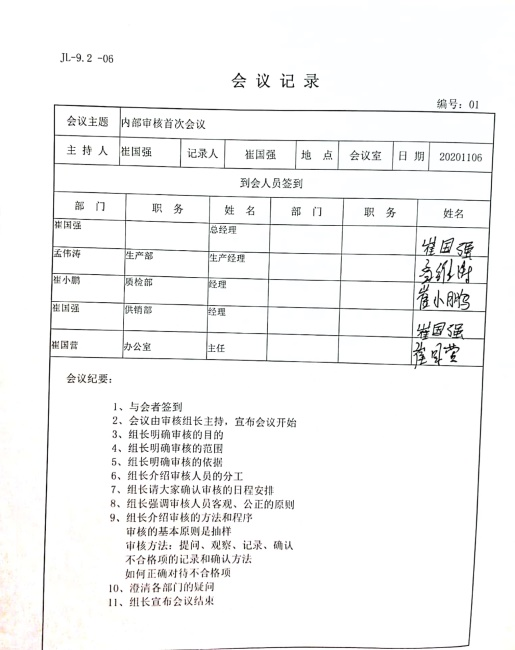 JL-9.2 -06
会 议 记 录
编号：01
会议主题 内部审核首次会议
主 持 人 崔国强 记录人 崔国强 地 点 会议室 日 期 20201106
到会人员签到
部 门 职 务 姓 名 部 门 职 务 姓名
崔国强 总经理 崔国强
孟伟涛 生产部 生产经理
崔小鹏 质检部 经理 崔小鹏
崔国强 供销部 经理 崔国强
崔国营 办公室 主任 崔国营
会议纪要：
1、与会者签到
2、会议由审核组长主持，宣布会议开始
3、组长明确审核的目的
4、组长明确审核的范围
5、组长明确审核的依据
6、组长介绍审核人员的分工
7、组长请大家确认审核的日程安排
8、组长强调审核人员客观、公正的原则
9、组长介绍审核的方法和程序
审核的基本原则是抽样
审核方法：提问、观察、记录、确认
不合格项的记录和确认方法
如何正确对待不合格项
10、澄清各部门的疑问
11、组长宣布会议结束